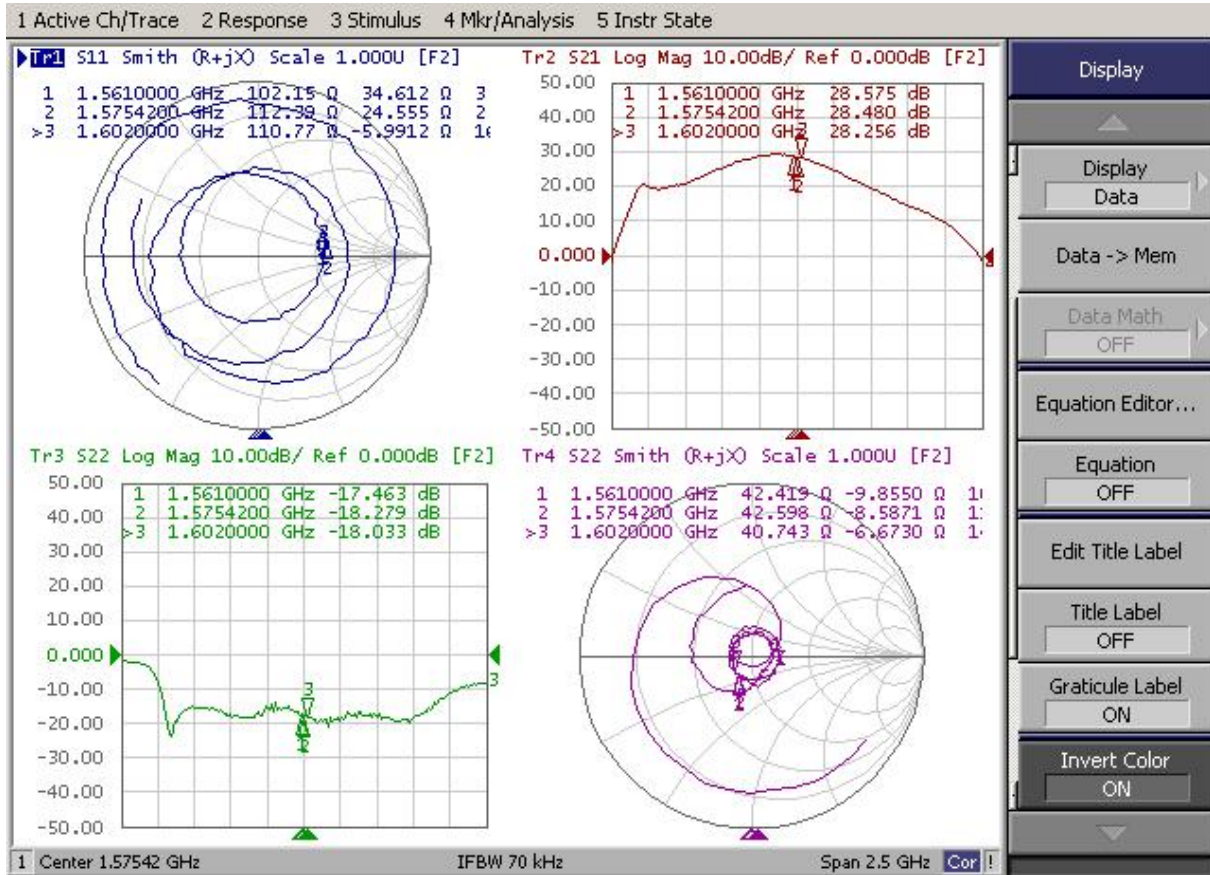 1 Active Ch/Trace 2 Response 3 Stimulus 4 Mkr/Analysis 5 Instr State
Tr1 S11 Smith (R+jX) Scale 1.000U [F2]
1 1.5610000 GHz 102.15 Ω 34.612 Ω 3
2 1.5754200 GHz 112.39 Ω 24.555 Ω 2
>3 1.6020000 GHz 110.77 Ω -5.9912 Ω
Tr2 S21 Log Mag 10.00dB/ Ref 0.000dB [F2]
50.00
40.00
30.00
20.00
10.00
0.000
-10.00
-20.00
-30.00
-40.00
-50.00
1 1.5610000 GHz 28.575 dB
2 1.5754200 GHz 28.480 dB
>3 1.6020000 GHz 28.256 dB
Tr3 S22 Log Mag 10.00dB/ Ref 0.000dB [F2]
50.00
40.00
30.00
20.00
10.00
0.000
-10.00
-20.00
-30.00
-40.00
-50.00
1 1.5610000 GHz -17.463 dB
2 1.5754200 GHz -18.279 dB
>3 1.6020000 GHz -18.033 dB
3
3
Tr4 S22 Smith (R+jX) Scale 1.000U [F2]
1 1.5610000 GHz 42.419 Ω -9.8550 Ω
2 1.5754200 GHz 42.598 Ω -8.5871 Ω
>3 1.6020000 GHz 40.743 Ω -6.6730 Ω
1 Center 1.57542 GHz IFBW 70 kHz Span 2.5 GHz Cor !
Display
Display
Data
Data -> Mem
Data Math
OFF
Equation Editor...
Equation
OFF
Edit Title Label
Title Label
OFF
Graticule Label
ON
Invert Color
ON